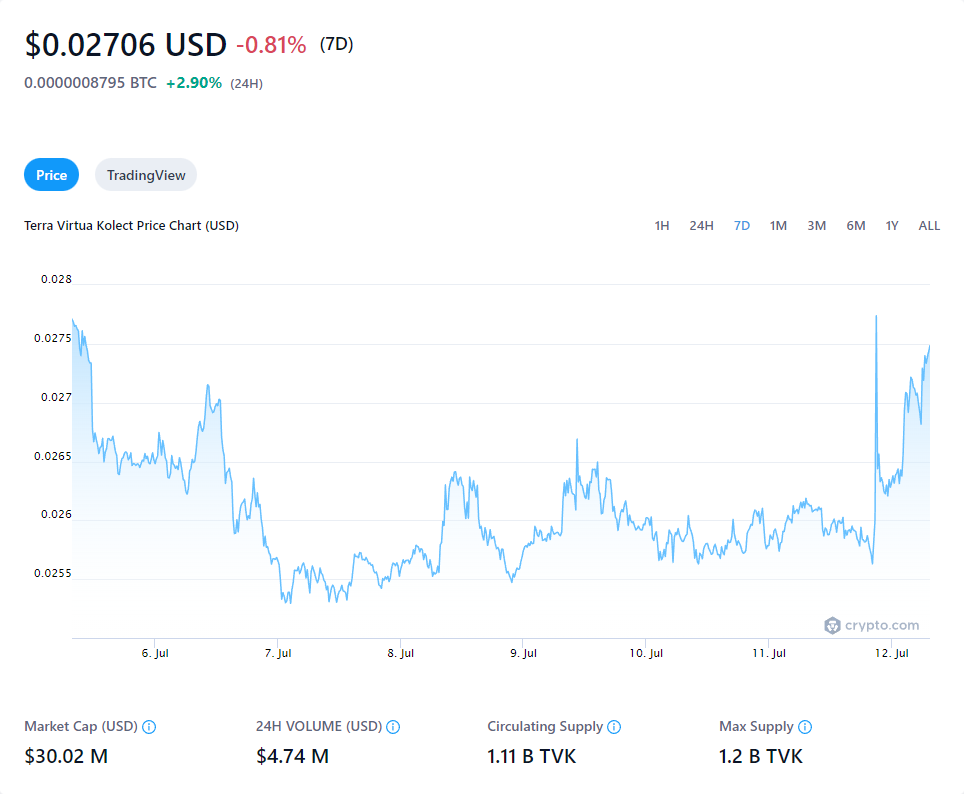 $0.02706 USD -0.81% (7D)
0.0000008795 BTC +2.90% (24H)
Price TradingView
Terra Virtua Kolect Price Chart (USD) 1H 24H 7D 1M 3M 6M 1Y ALL
0.028
0.0275
0.027
0.0265
0.026
0.0255
crypto.com
6. Jul 7. Jul 8. Jul 9. Jul 10. Jul 11. Jul 12. Jul
Market Cap (USD) 24H VOLUME (USD) Circulating Supply Max Supply
$30.02 M $4.74 M 1.11 B TVK 1.2 B TVK